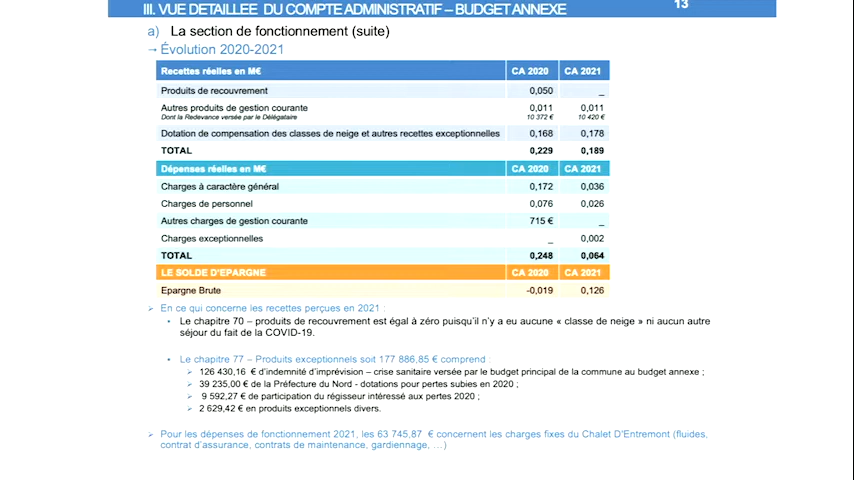 III. VUE DETAILLEE DU COMPTE ADMINISTRATIF – BUDGET ANNEXE
13
a) La section de fonctionnement (suite)
→ Évolution 2020-2021
Recettes réelles en M€ CA 2020 CA 2021
Produits de recouvrement 0,050 _
Autres produits de gestion courante 0,011 0,011
Dont la Redevance versée par le Délégataire 10 372 € 10 420 €
Dotation de compensation des classes de neige et autres recettes exceptionnelles 0,168 0,178
TOTAL 0,229 0,189
Dépenses réelles en M€ CA 2020 CA 2021
Charges à caractère général 0,172 0,036
Charges de personnel 0,076 0,026
Autres charges de gestion courante 715 € _
Charges exceptionnelles _ 0,002
TOTAL 0,248 0,064
LE SOLDE D'EPARGNE CA 2020 CA 2021
Epargne Brute -0,019 0,126
➢ En ce qui concerne les recettes perçues en 2021 :
• Le chapitre 70 – produits de recouvrement est égal à zéro puisqu'il n'y a eu aucune « classe de neige » ni aucun autre
séjour du fait de la COVID-19.
• Le chapitre 77 – Produits exceptionnels soit 177 886,85 € comprend :
➢ 126 430,16 € d'indemnité d'imprévision – crise sanitaire versée par le budget principal de la commune au budget annexe ;
➢ 39 235,00 € de la Préfecture du Nord - dotations pour pertes subies en 2020 ;
➢ 9 592,27 € de participation du régisseur intéressé aux pertes 2020 ;
➢ 2 629,42 € en produits exceptionnels divers.
➢ Pour les dépenses de fonctionnement 2021, les 63 745,87 € concernent les charges fixes du Chalet D'Entremont (fluides,
contrat d'assurance, contrats de maintenance, gardiennage, …)